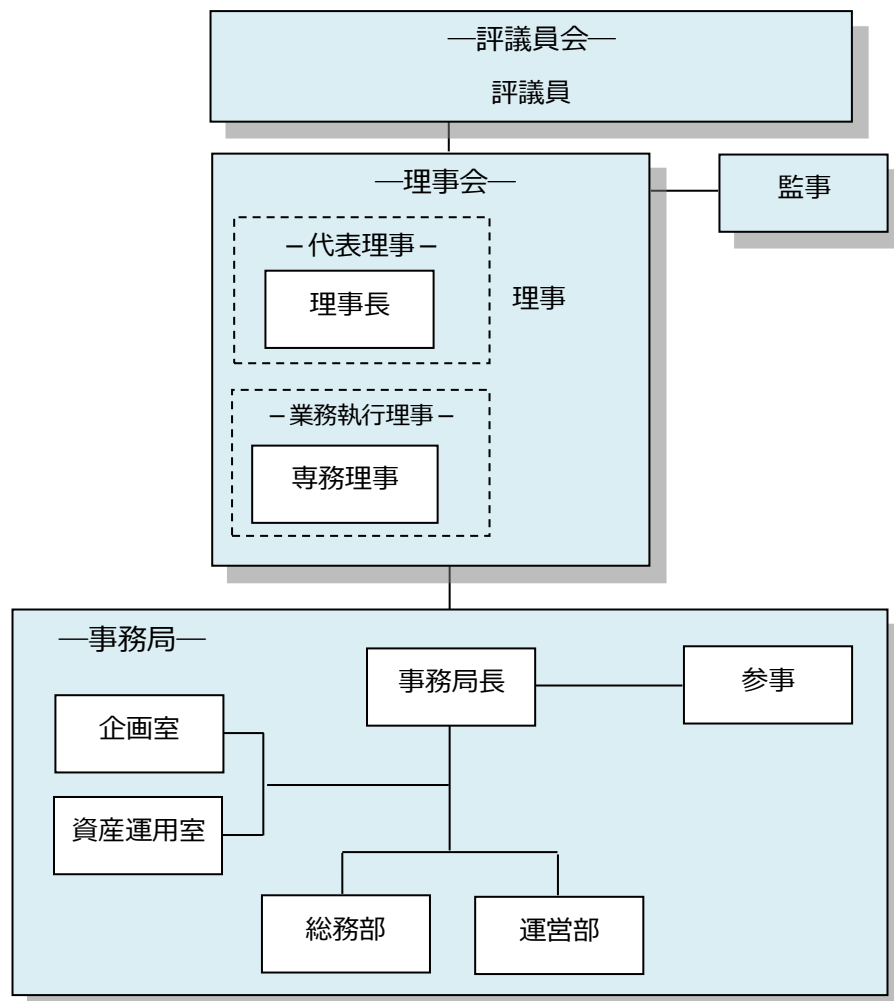 ―評議員会―
評議員
―理事会―
監事
–代表理事–
理事長
理事
–業務執行理事–
専務理事
―事務局―
事務局長
参事
企画室
資産運用室
総務部
運営部